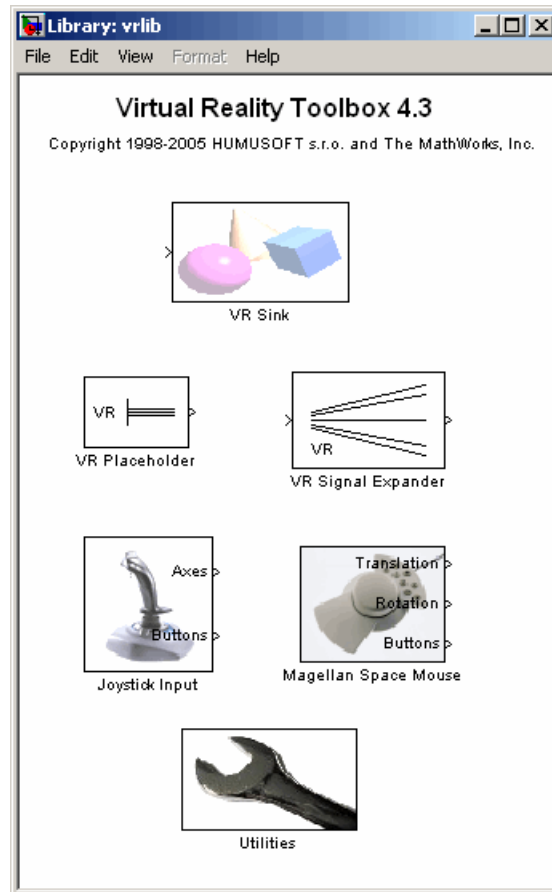 Library: vrlib
File Edit View Format Help
Virtual Reality Toolbox 4.3
Copyright 1998-2005 HUMUSOFT s.r.o. and The MathWorks, Inc.
VR Sink
VR
VR Placeholder
VR
VR Signal Expander
Axes
Buttons
Joystick Input
Translation
Rotation
Buttons
Magellan Space Mouse
Utilities